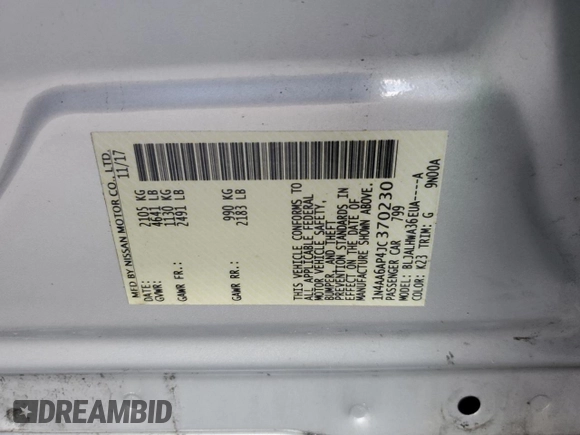 MFD BY NISSAN MOTOR CO., LTD.
11/17
GVWR: 2105 KG
4641 LB
GAWR FR: 1130 KG
2491 LB
GAWR RR: 990 KG
2183 LB
THIS VEHICLE CONFORMS TO
ALL APPLICABLE FEDERAL
MOTOR VEHICLE SAFETY,
BUMPER, AND THEFT
PREVENTION STANDARDS IN
EFFECT ON THE DATE OF
MANUFACTURE SHOWN ABOVE.
1N4AA6AP4JC370230
PASSENGER CAR 799
MODEL: BLJALHWA36EUA-----A
COLOR: K23 TRIM: G 9N00A
DREAMBID